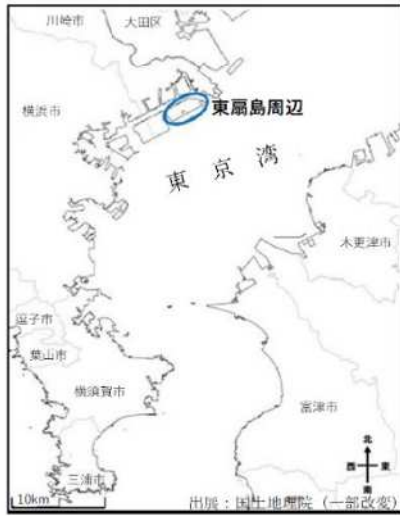 川崎市
大田区
横浜市
東扇島周辺
東京湾
木更津市
逗子市
葉山市
横須賀市
富津市
三浦市
北
西
東
南
10km
出展：国土地理院（一部改変）